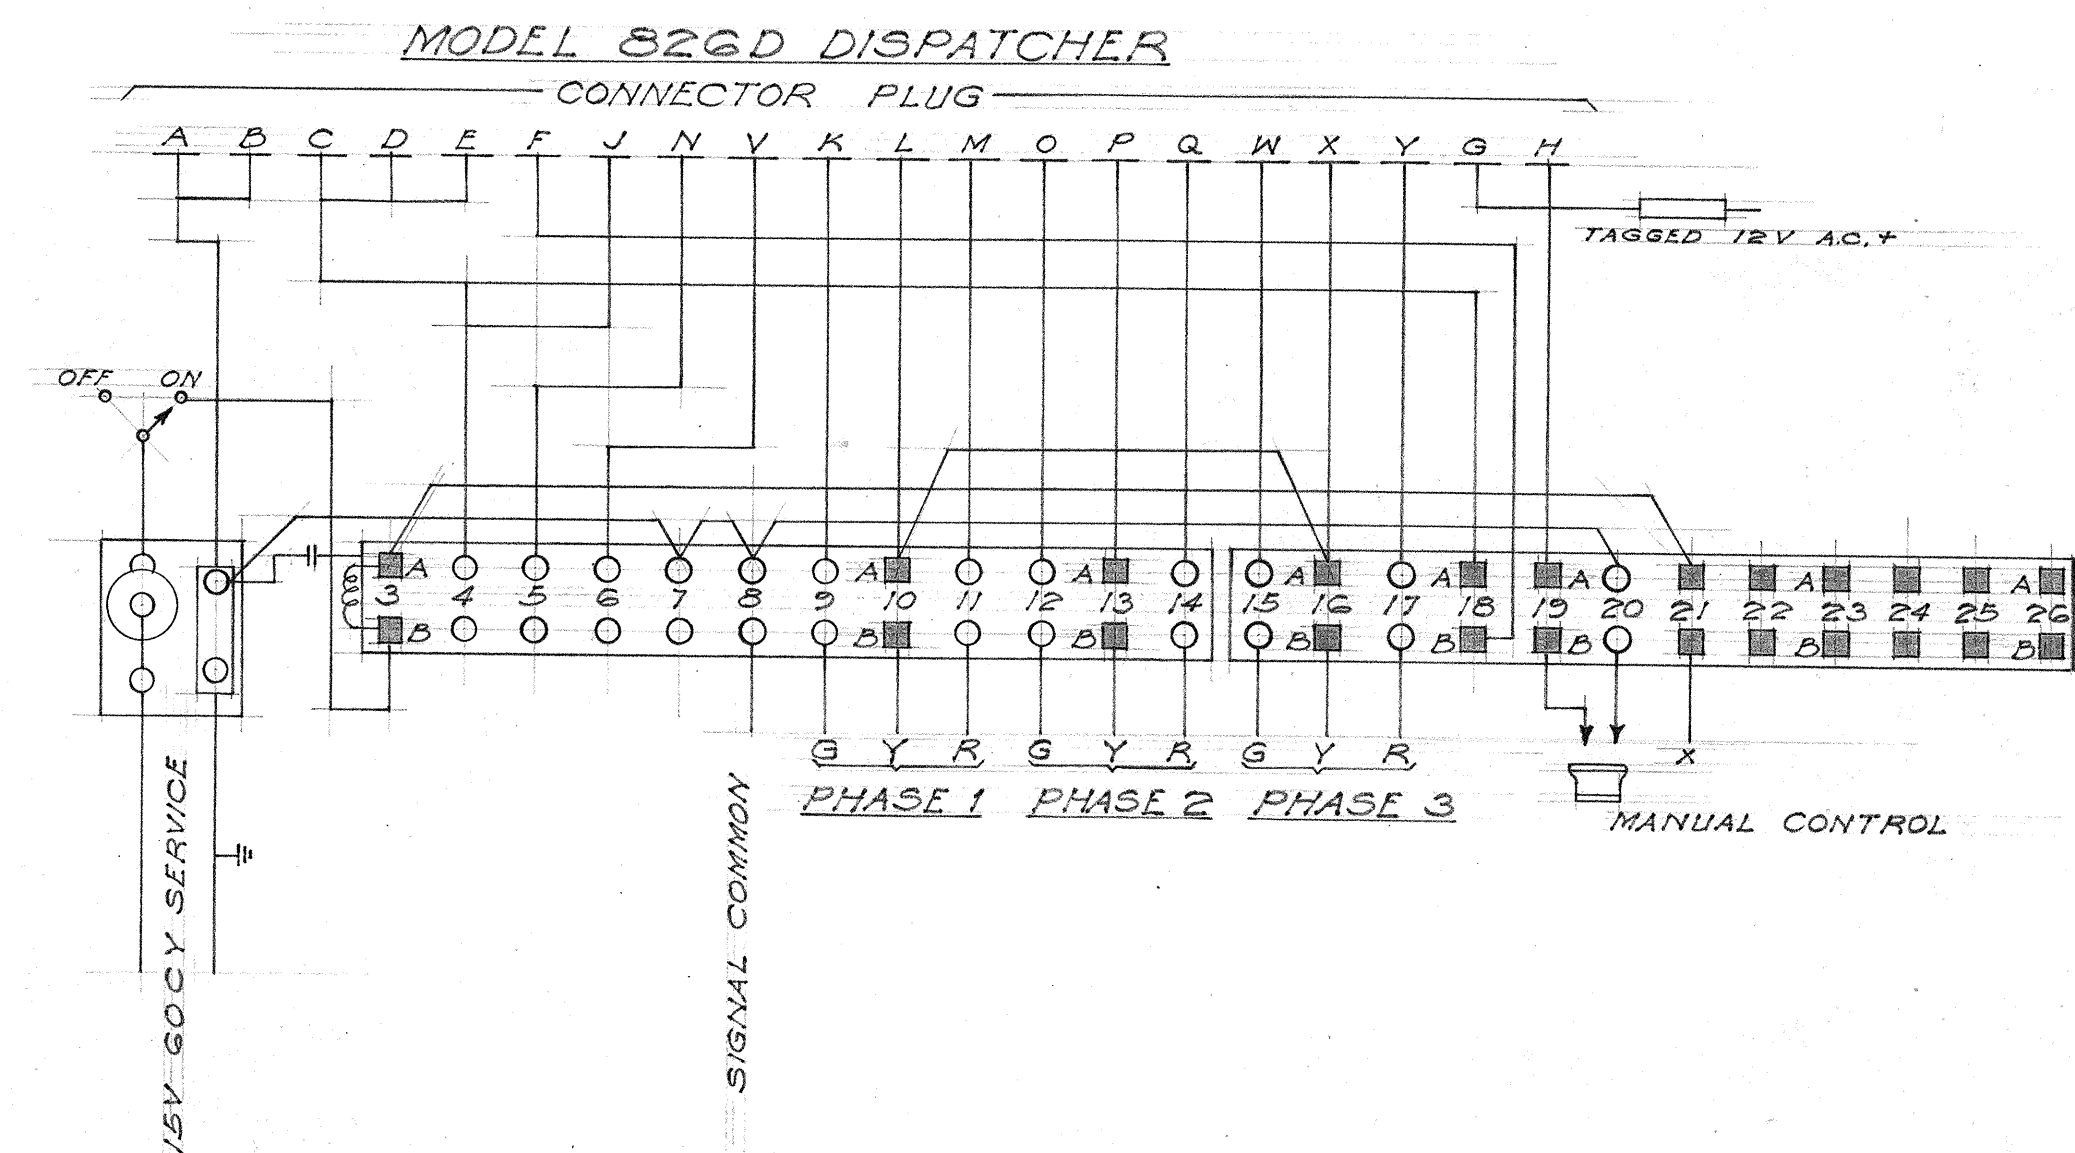 MODEL 826D DISPATCHER
CONNECTOR PLUG
A B C D E F J N V K L M O P Q W X Y G H
TAGGED 12V A.C. +
OFF ON
A A A A A A A A
3 4 5 6 7 8 9 10 11 12 13 14 15 16 17 18 19 20 21 22 23 24 25 26
B B B B B B B B
G Y R G Y R G Y R X
PHASE 1 PHASE 2 PHASE 3
MANUAL CONTROL
115V 60 CY SERVICE
SIGNAL COMMON